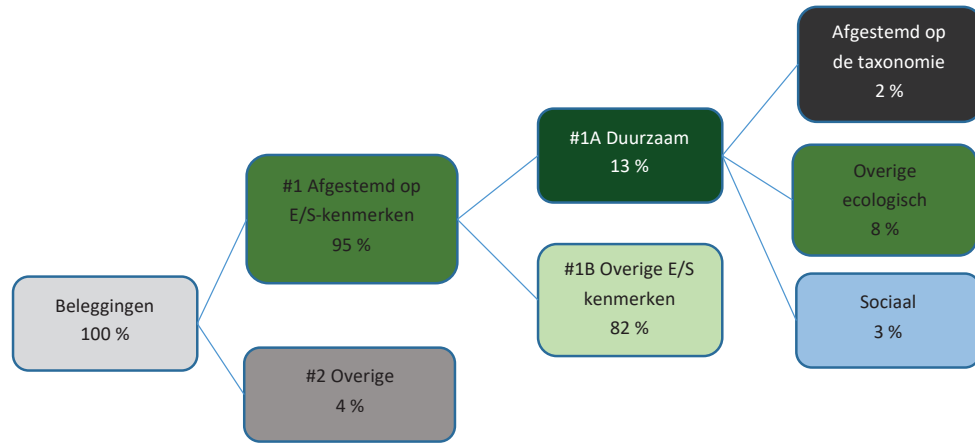 Beleggingen
100 %
#1 Afgestemd op
E/S-kenmerken
95 %
#2 Overige
4 %
#1A Duurzaam
13 %
#1B Overige E/S
kenmerken
82 %
Afgestemd op
de taxonomie
2 %
Overige
ecologisch
8 %
Sociaal
3 %